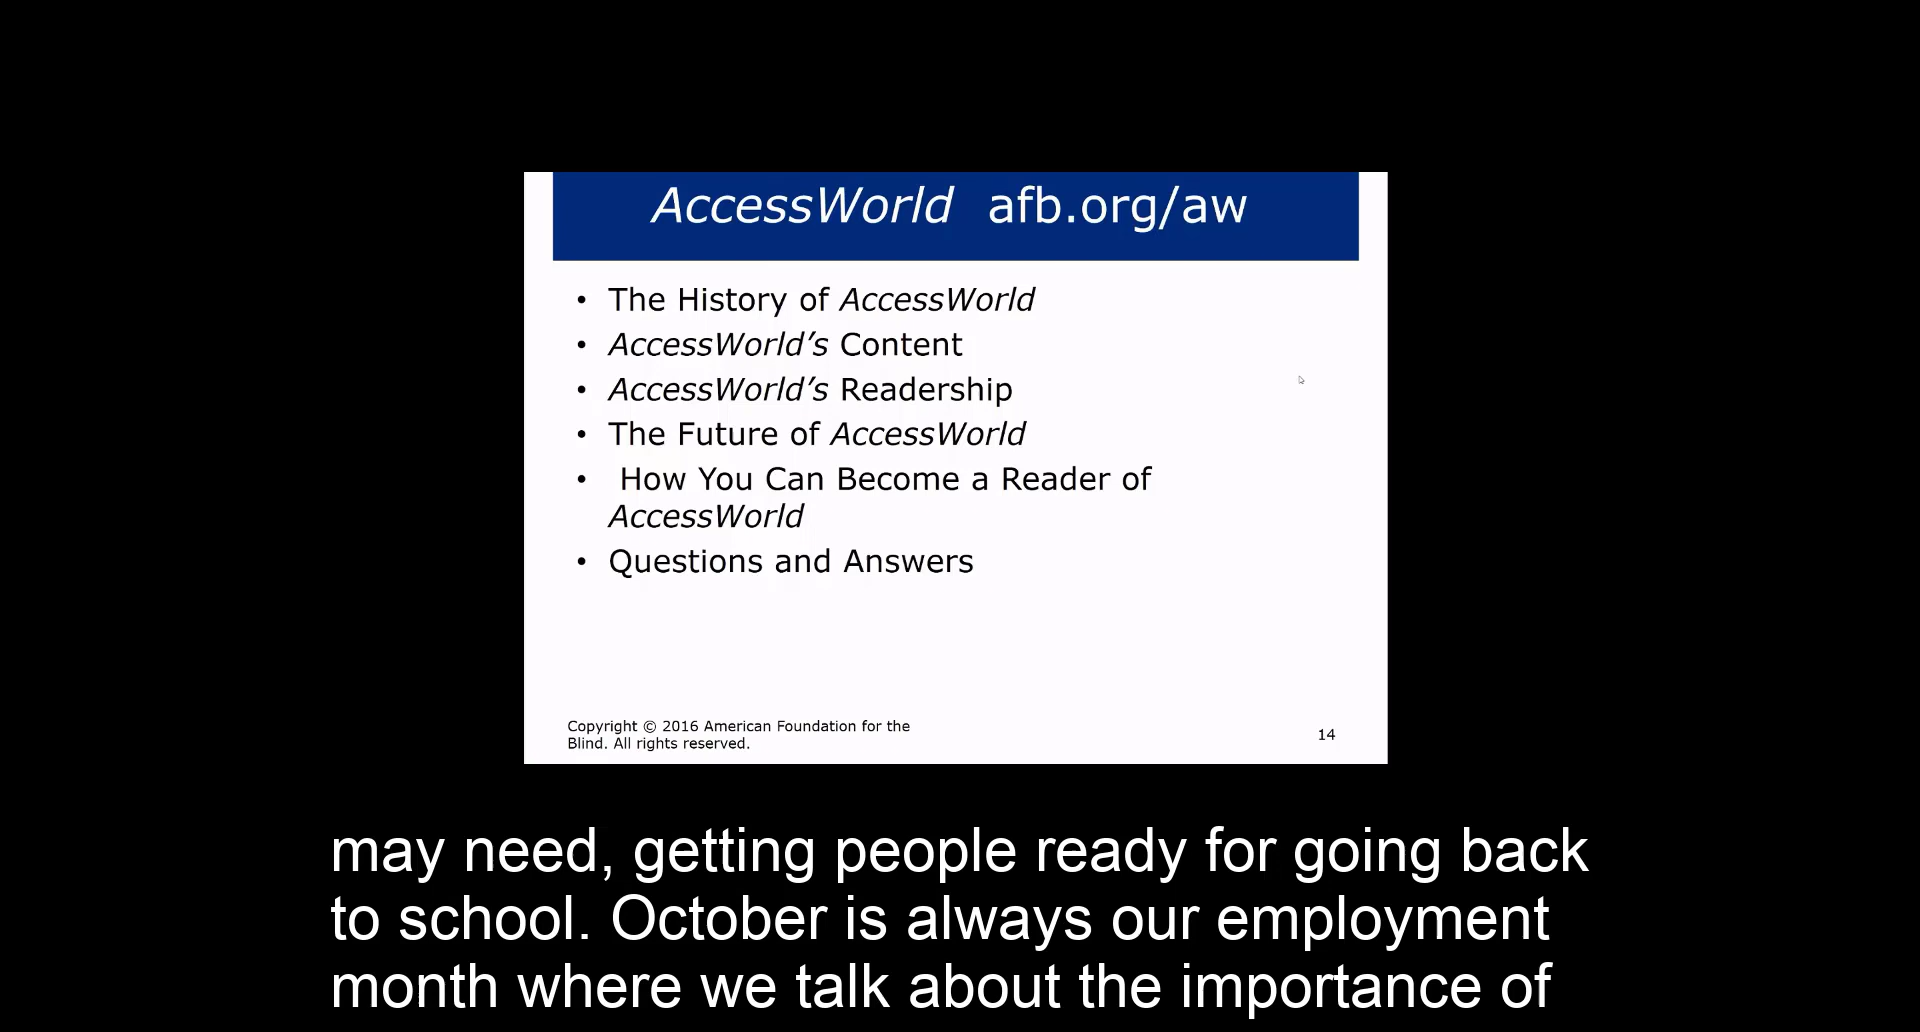 AccessWorld afb.org/aw
• The History of AccessWorld
• AccessWorld’s Content
• AccessWorld’s Readership
• The Future of AccessWorld
• How You Can Become a Reader of
AccessWorld
• Questions and Answers
Copyright © 2016 American Foundation for the
Blind. All rights reserved.
14
may need, getting people ready for going back
to school. October is always our employment
month where we talk about the importance of